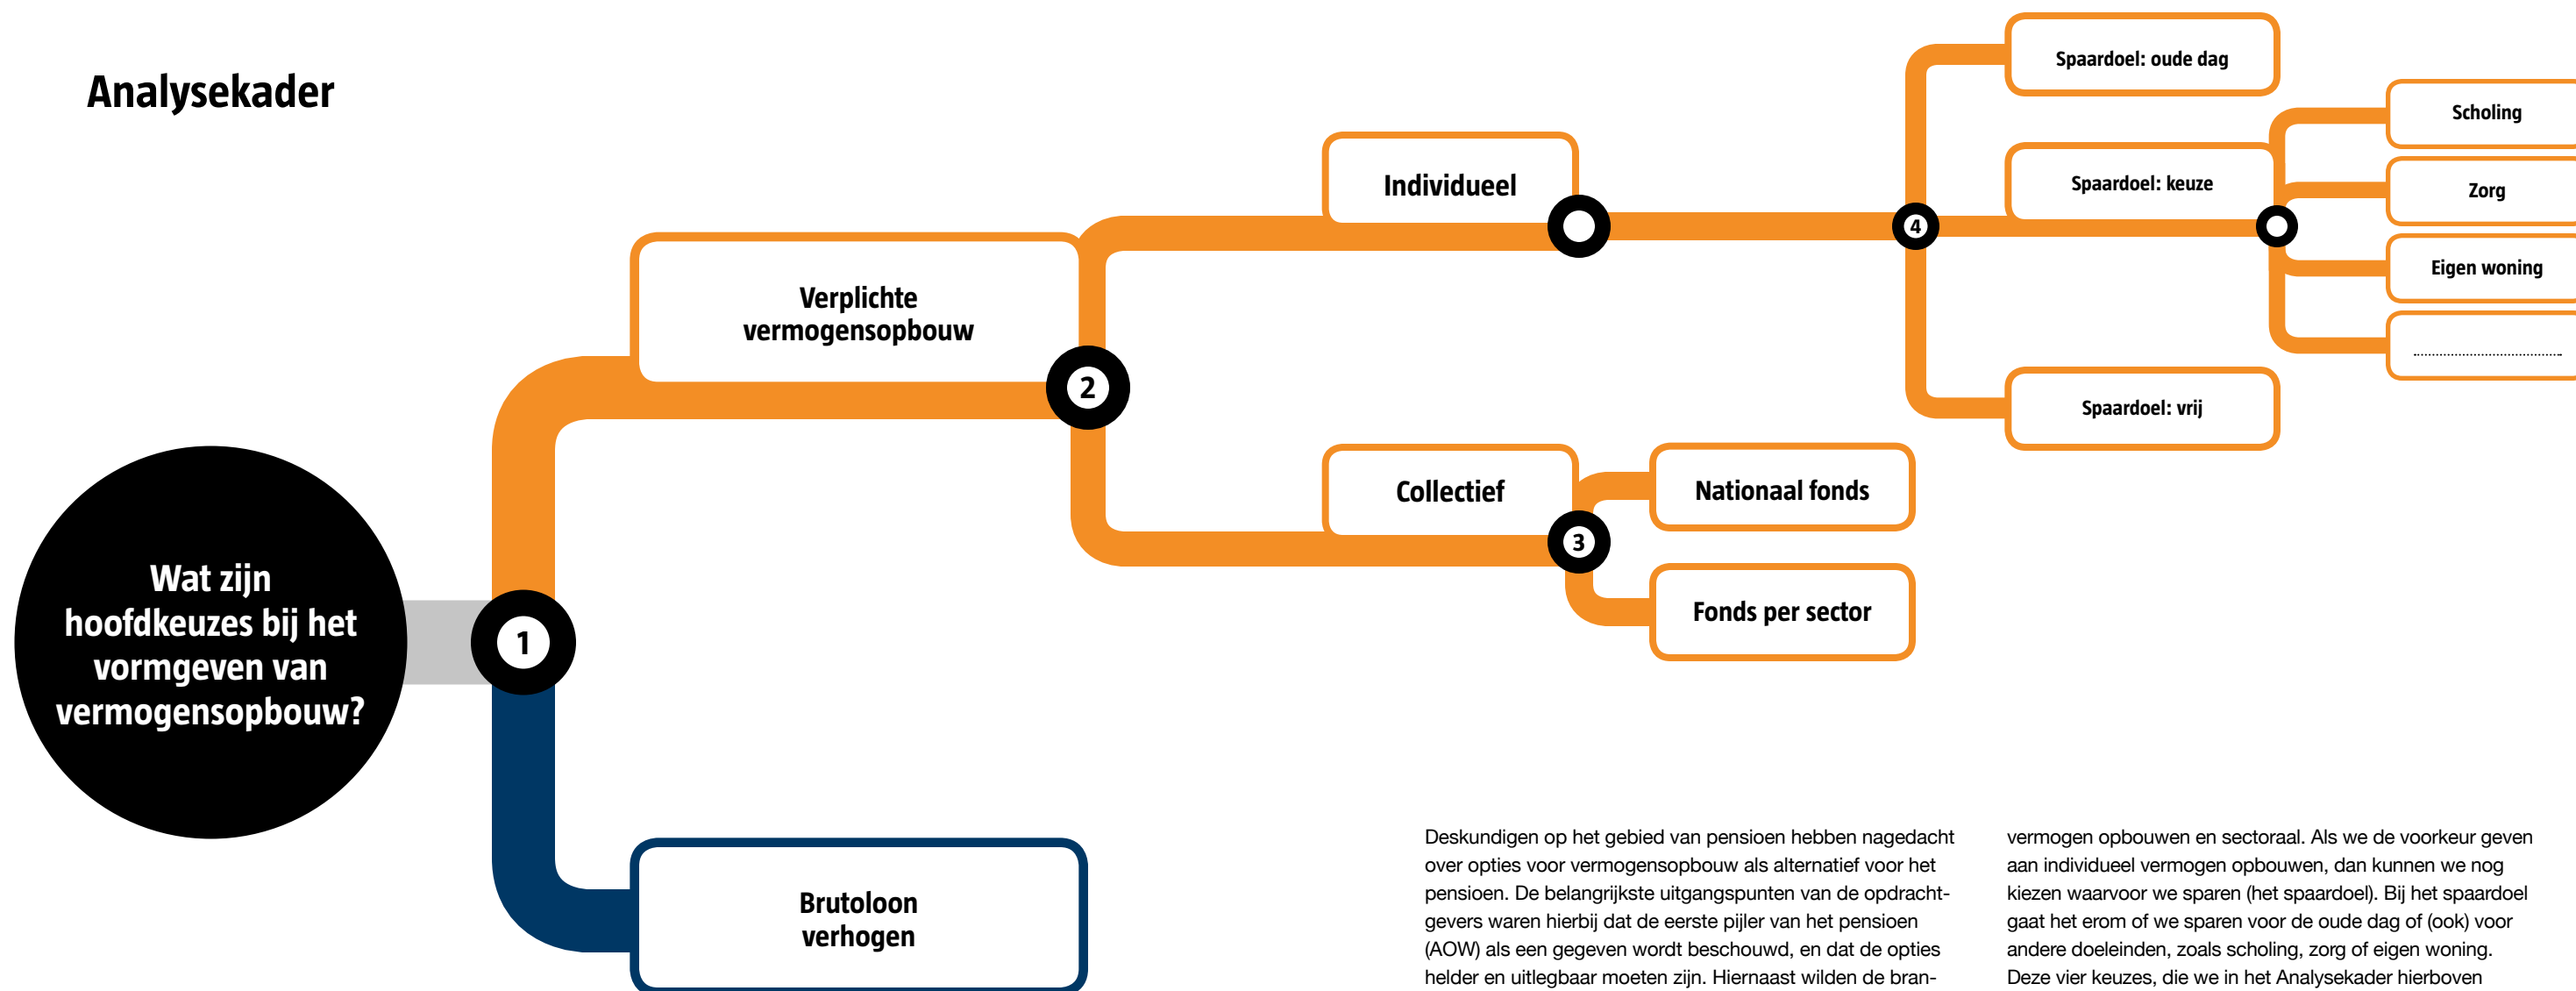 Analysekader
Wat zijn
hoofdkeuzes bij het
vormgeven van
vermogensopbouw?
1
Verplichte
vermogensopbouw
Brutoloon
verhogen
2
Individueel
Collectief
3
Nationaal fonds
Fonds per sector
4
Spaardoel: oude dag
Spaardoel: keuze
Spaardoel: vrij
Scholing
Zorg
Eigen woning
Deskundigen op het gebied van pensioen hebben nagedacht
over opties voor vermogensopbouw als alternatief voor het
pensioen. De belangrijkste uitgangspunten van de opdracht-
gevers waren hierbij dat de eerste pijler van het pensioen
(AOW) als een gegeven wordt beschouwd, en dat de opties
helder en uitlegbaar moeten zijn. Hiernaast wilden de bran-
vermogen opbouwen en sectoraal. Als we de voorkeur geven
aan individueel vermogen opbouwen, dan kunnen we nog
kiezen waarvoor we sparen (het spaardoel). Bij het spaardoel
gaat het erom of we sparen voor de oude dag of (ook) voor
andere doeleinden, zoals scholing, zorg of eigen woning.
Deze vier keuzes, die we in het Analysekader hierboven